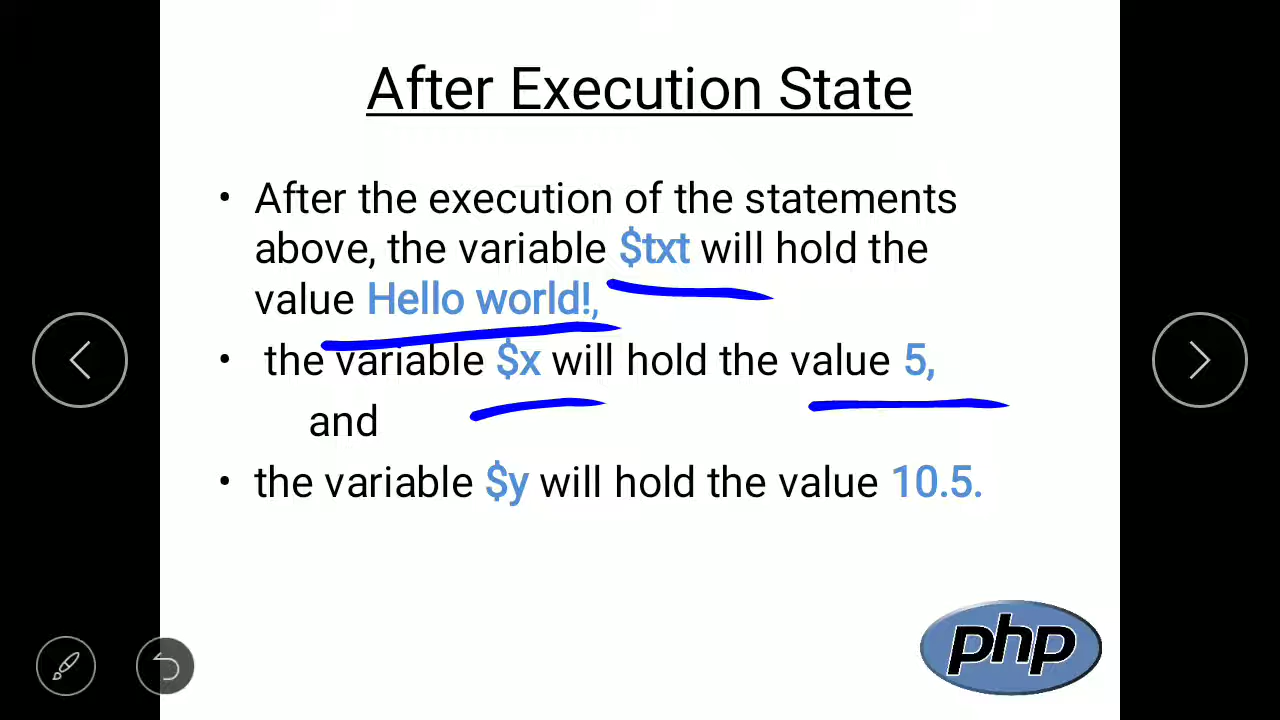 After Execution State
• After the execution of the statements
above, the variable $txt will hold the
value Hello world!,
• the variable $x will hold the value 5,
and
• the variable $y will hold the value 10.5.
php